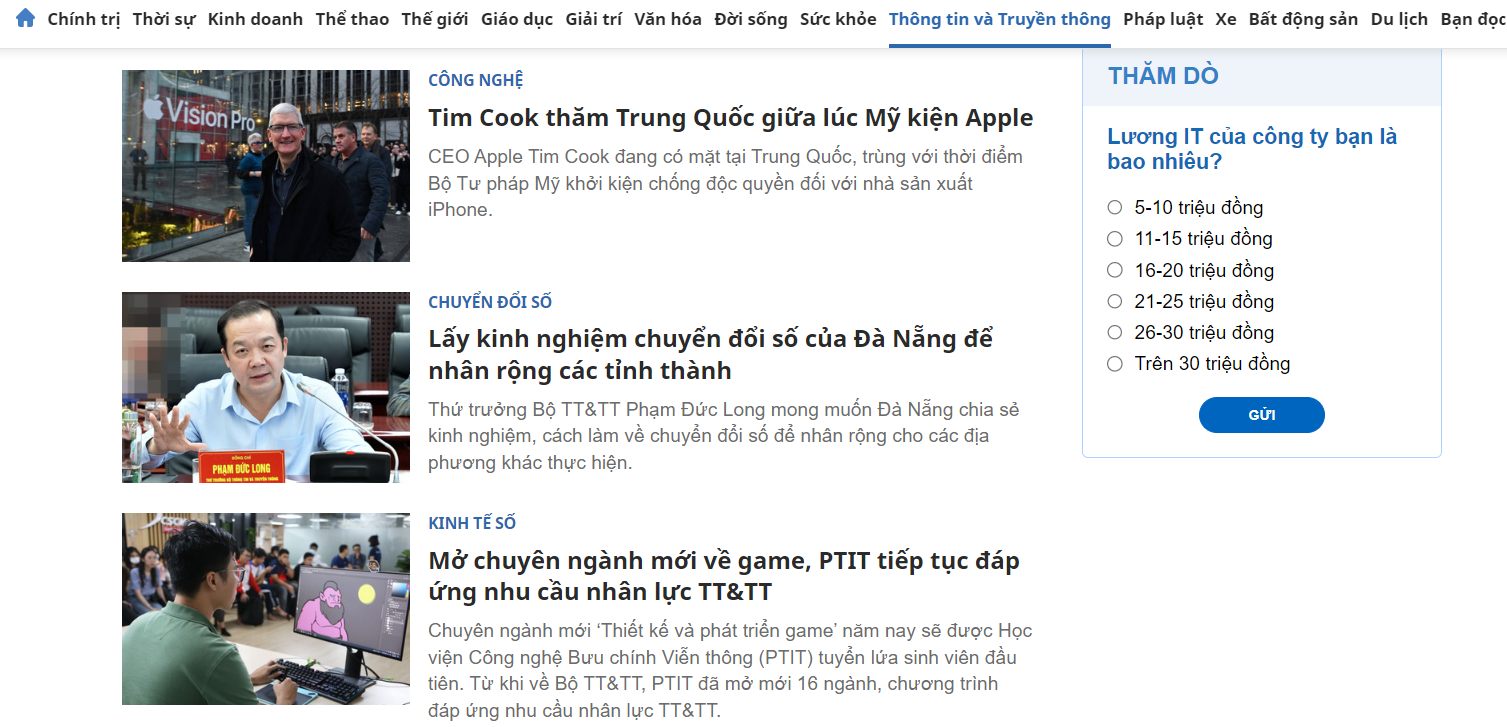 Chính trị Thời sự Kinh doanh Thể thao Thế giới Giáo dục Giải trí Văn hóa Đời sống Sức khỏe Thông tin và Truyền thông Pháp luật Xe Bất động sản Du lịch Bạn đọc
Vision Pro
CÔNG NGHỆ
Tim Cook thăm Trung Quốc giữa lúc Mỹ kiện Apple
CEO Apple Tim Cook đang có mặt tại Trung Quốc, trùng với thời điểm
Bộ Tư pháp Mỹ khởi kiện chống độc quyền đối với nhà sản xuất
iPhone.
ĐỒNG CHÍ
PHẠM ĐỨC LONG
THỨ TRƯỞNG BỘ THÔNG TIN VÀ TRUYỀN THÔNG
CHUYỂN ĐỔI SỐ
Lấy kinh nghiệm chuyển đổi số của Đà Nẵng để
nhân rộng các tỉnh thành
Thứ trưởng Bộ TT&TT Phạm Đức Long mong muốn Đà Nẵng chia sẻ
kinh nghiệm, cách làm về chuyển đổi số để nhân rộng cho các địa
phương khác thực hiện.
KINH TẾ SỐ
Mở chuyên ngành mới về game, PTIT tiếp tục đáp
ứng nhu cầu nhân lực TT&TT
Chuyên ngành mới ‘Thiết kế và phát triển game’ năm nay sẽ được Học
viện Công nghệ Bưu chính Viễn thông (PTIT) tuyển lứa sinh viên đầu
tiên. Từ khi về Bộ TT&TT, PTIT đã mở mới 16 ngành, chương trình
đáp ứng nhu cầu nhân lực TT&TT.
THĂM DÒ
Lương IT của công ty bạn là
bao nhiêu?
5-10 triệu đồng
11-15 triệu đồng
16-20 triệu đồng
21-25 triệu đồng
26-30 triệu đồng
Trên 30 triệu đồng
GỬI